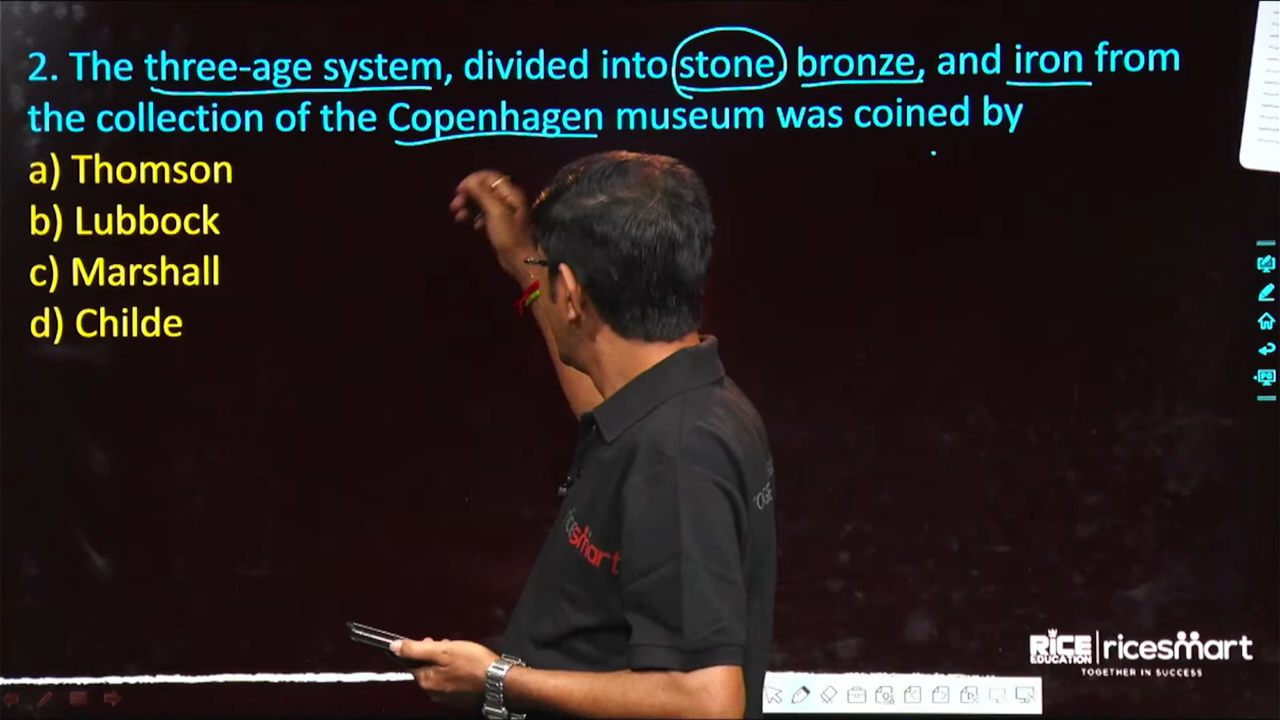 2. The three-age system, divided into stone, bronze, and iron from
the collection of the Copenhagen museum was coined by
a) Thomson
b) Lubbock
c) Marshall
d) Childe
smart
RICE EDUCATION | ricesmart
TOGETHER IN SUCCESS